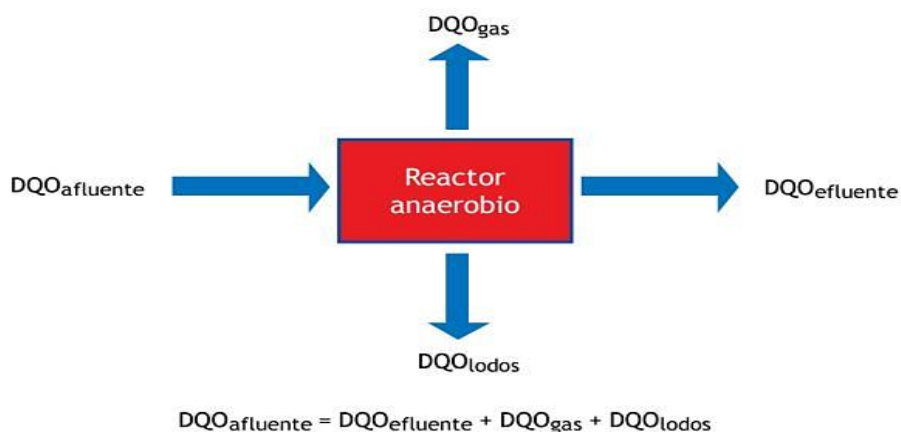 DQOgas
DQOafluente
Reactor
anaerobio
DQOefluente
DQOlodos
DQOafluente = DQOefluente + DQOgas + DQOlodos